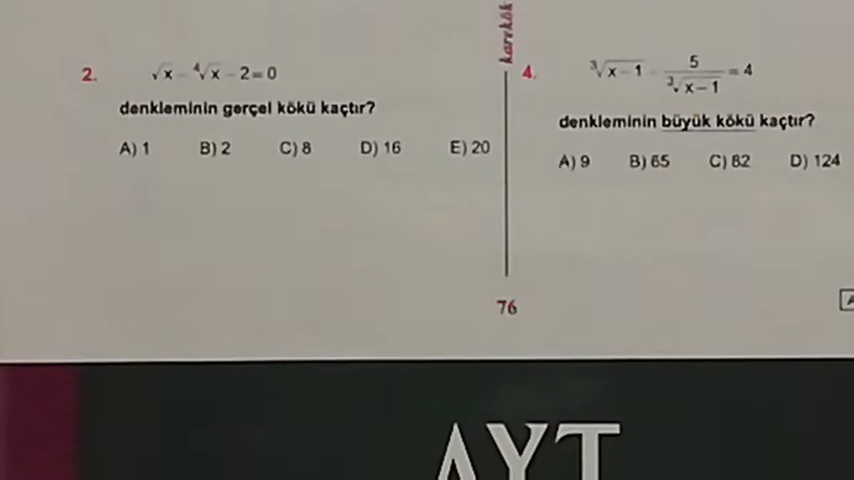 2. √x - ⁴√x - 2 = 0
denkleminin gerçel kökü kaçtır?
A) 1 B) 2 C) 8 D) 16 E) 20
karekök
4. ³√x-1 - 5/³√x-1 = 4
denkleminin büyük kökü kaçtır?
A) 9 B) 65 C) 82 D) 124
76
A
AYT